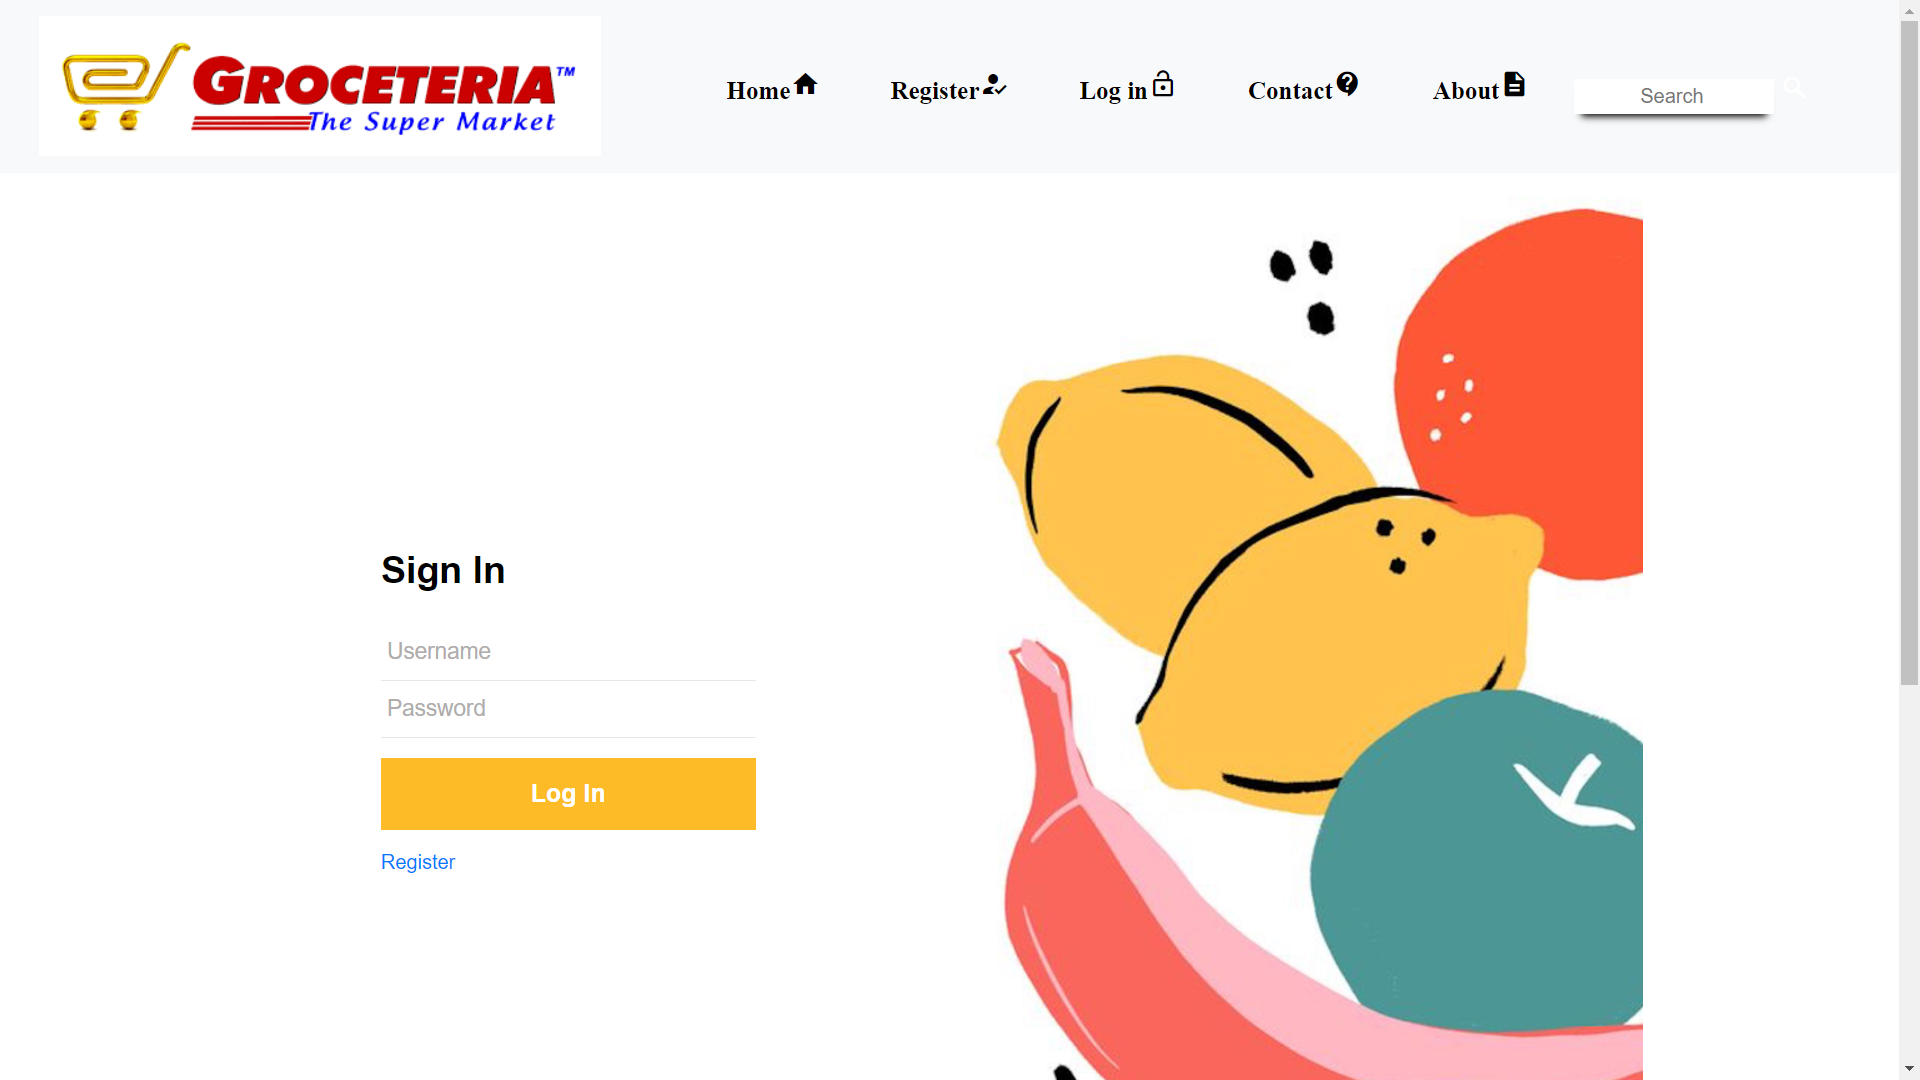 GROCETERIA™
The Super Market
Home
Register
Log in
Contact
About
Search
Sign In
Username
Password
Log In
Register